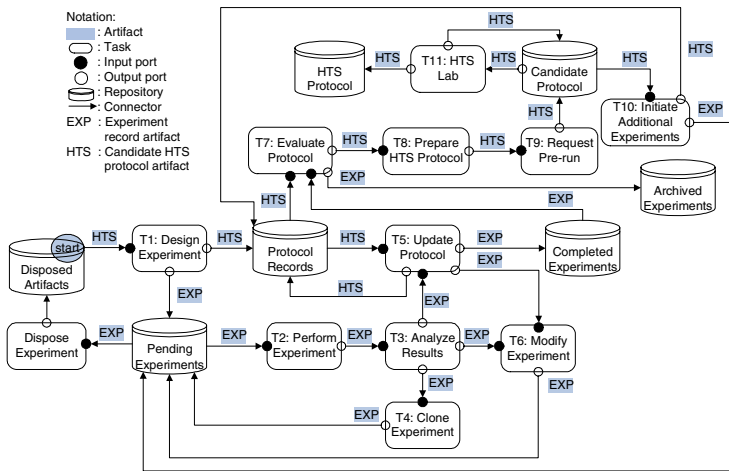 Notation:
: Artifact
: Task
: Input port
: Output port
: Repository
: Connector
EXP : Experiment
record artifact
HTS : Candidate HTS
protocol artifact
HTS
HTS
HTS
HTS
HTS
HTS
Protocol
T11: HTS
Lab
Candidate
Protocol
HTS
HTS
T10: Initiate
Additional
Experiments
EXP
T7: Evaluate
Protocol
HTS
T8: Prepare
HTS Protocol
HTS
T9: Request
Pre-run
EXP
Archived
Experiments
HTS
EXP
start
HTS
T1: Design
Experiment
HTS
Protocol
Records
HTS
T5: Update
Protocol
EXP
EXP
Completed
Experiments
Disposed
Artifacts
HTS
EXP
EXP
Dispose
Experiment
EXP
Pending
Experiments
EXP
T2: Perform
Experiment
EXP
T3: Analyze
Results
EXP
T6: Modify
Experiment
EXP
EXP
T4: Clone
Experiment